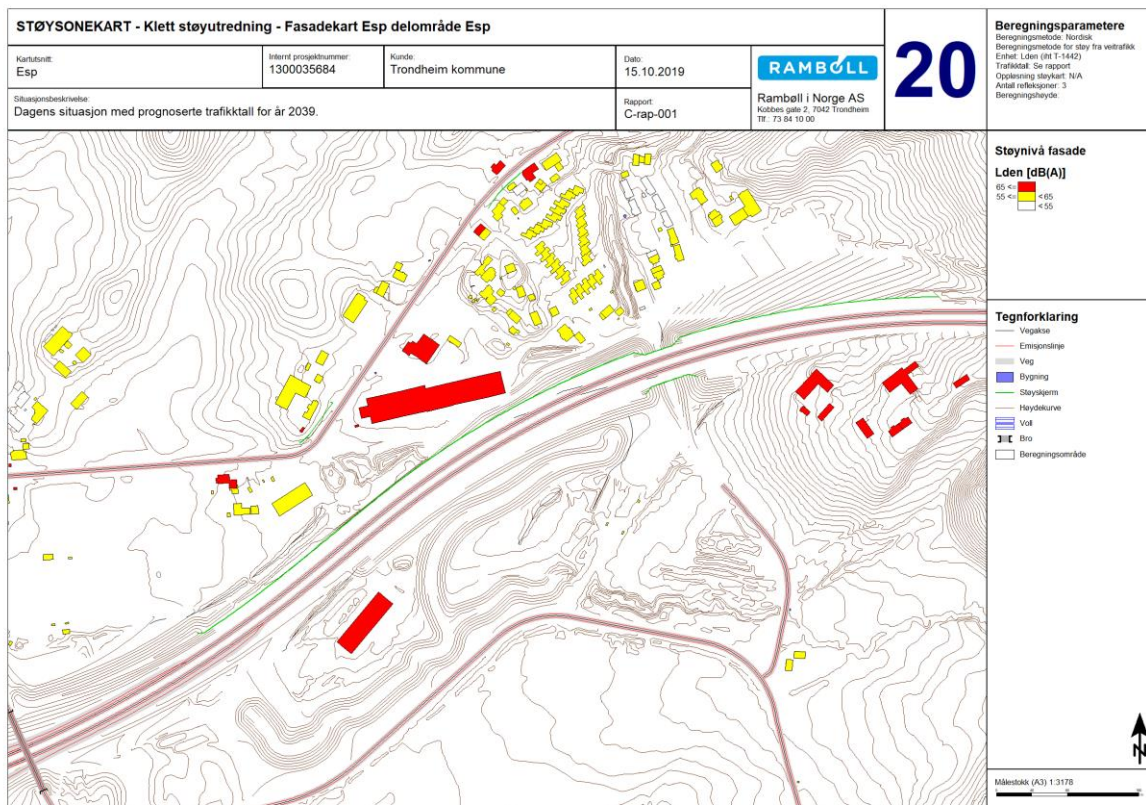 STØYSONEKART - Klett støyutredning - Fasadekart Esp delområde Esp
Kartutsnitt:
Esp
Internt prosjektnummer:
1300035684
Kunde:
Trondheim kommune
Dato:
15.10.2019
Situasjonsbeskrivelse:
Dagens situasjon med prognoserte trafikktall for år 2039.
Rapport:
C-rap-001
RAMBOLL
Rambøll i Norge AS
Kobbes gate 2, 7042 Trondheim
Tlf.: 73 84 10 00
20
Beregningsparametere
Beregningsmetode: Nordisk
Beregningsmetode for støy fra veitrafikk
Enhet: Lden (iht T-1442)
Trafikktall: Se rapport
Oppløsning støykart: N/A
Antall refleksjoner: 3
Beregningshøyde:
Støynivå fasade
Lden [dB(A)]
65 <=
55 <= < 65
< 55
Tegnforklaring
Vegakse
Emisjonslinje
Veg
Bygning
Støyskjerm
Høydekurve
Voll
Bro
Beregningsområde
N
Målestokk (A3) 1:3178